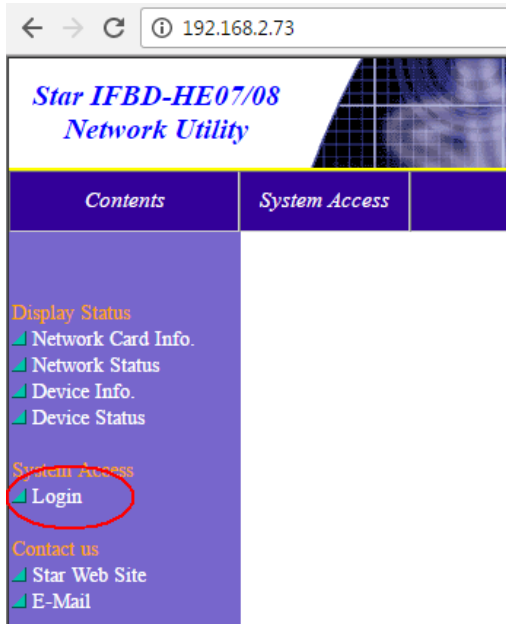 192.168.2.73
Star IFBD-HE07/08
Network Utility
Contents
System Access
Display Status
Network Card Info.
Network Status
Device Info.
Device Status
System Access
Login
Contact us
Star Web Site
E-Mail